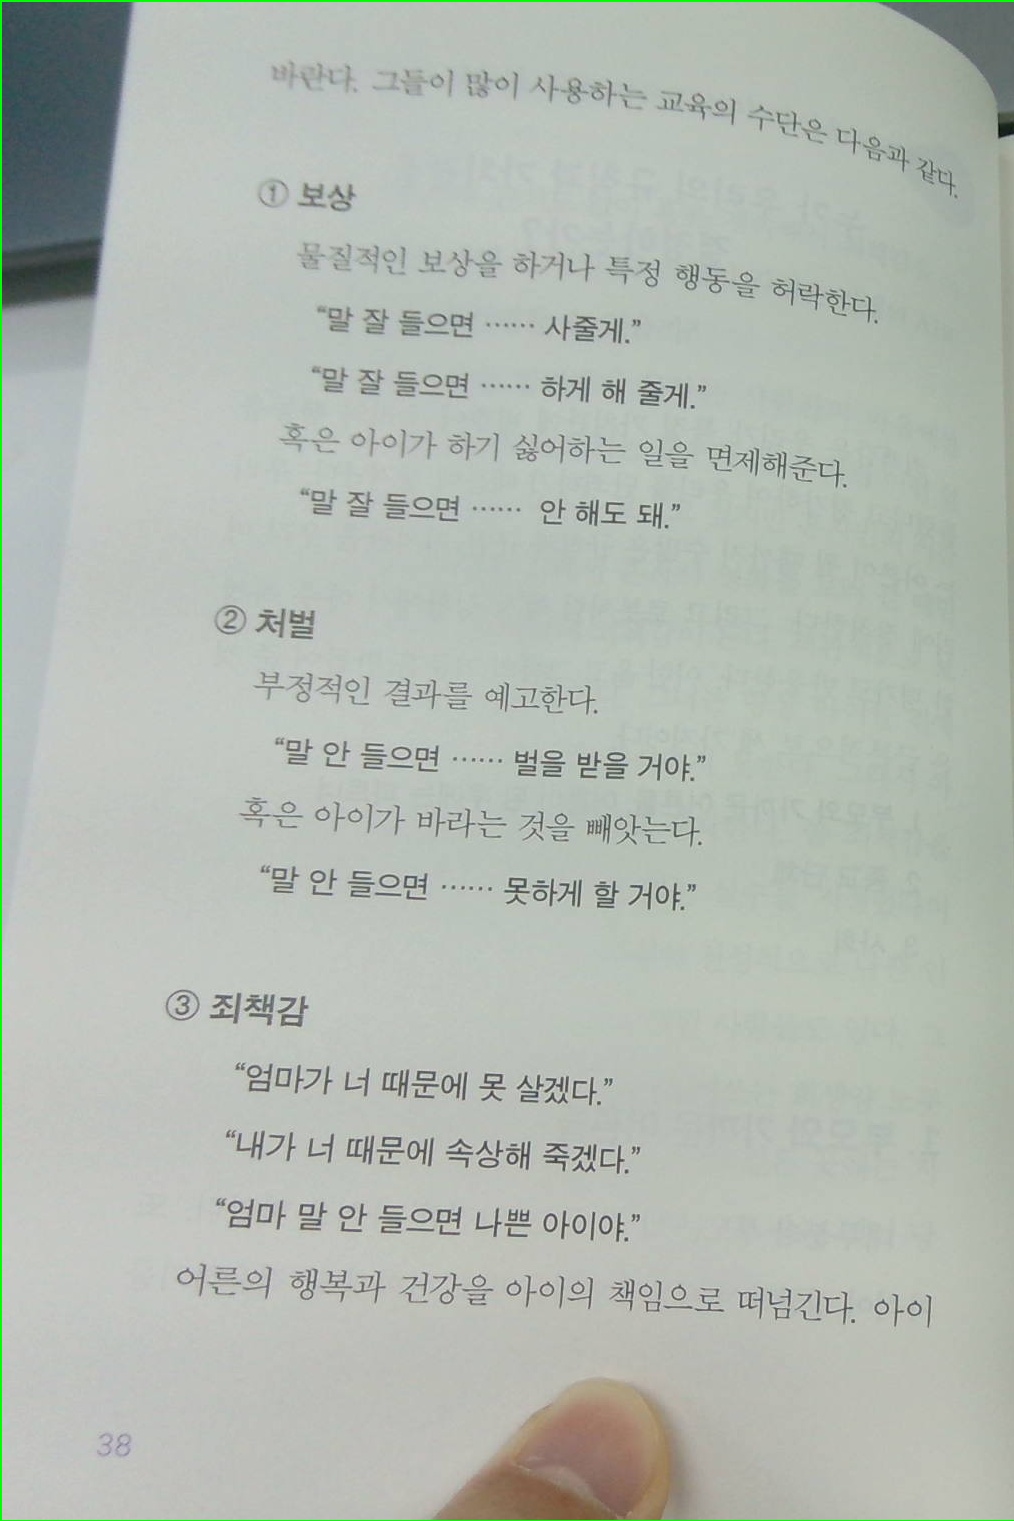 바란다. 그들이 많이 사용하는 교육의 수단은 다음과 같다.
① 보상
물질적인 보상을 하거나 특정 행동을 허락한다.
“말 잘 들으면 …… 사줄게.”
“말 잘 들으면 …… 하게 해 줄게.”
혹은 아이가 하기 싫어하는 일을 면제해준다.
“말 잘 들으면 …… 안 해도 돼.”
② 처벌
부정적인 결과를 예고한다.
“말 안 들으면 …… 벌을 받을 거야.”
혹은 아이가 바라는 것을 빼앗는다.
“말 안 들으면 …… 못하게 할 거야.”
③ 죄책감
“엄마가 너 때문에 못 살겠다.”
“내가 너 때문에 속상해 죽겠다.”
“엄마 말 안 들으면 나쁜 아이야.”
어른의 행복과 건강을 아이의 책임으로 떠넘긴다. 아이
38